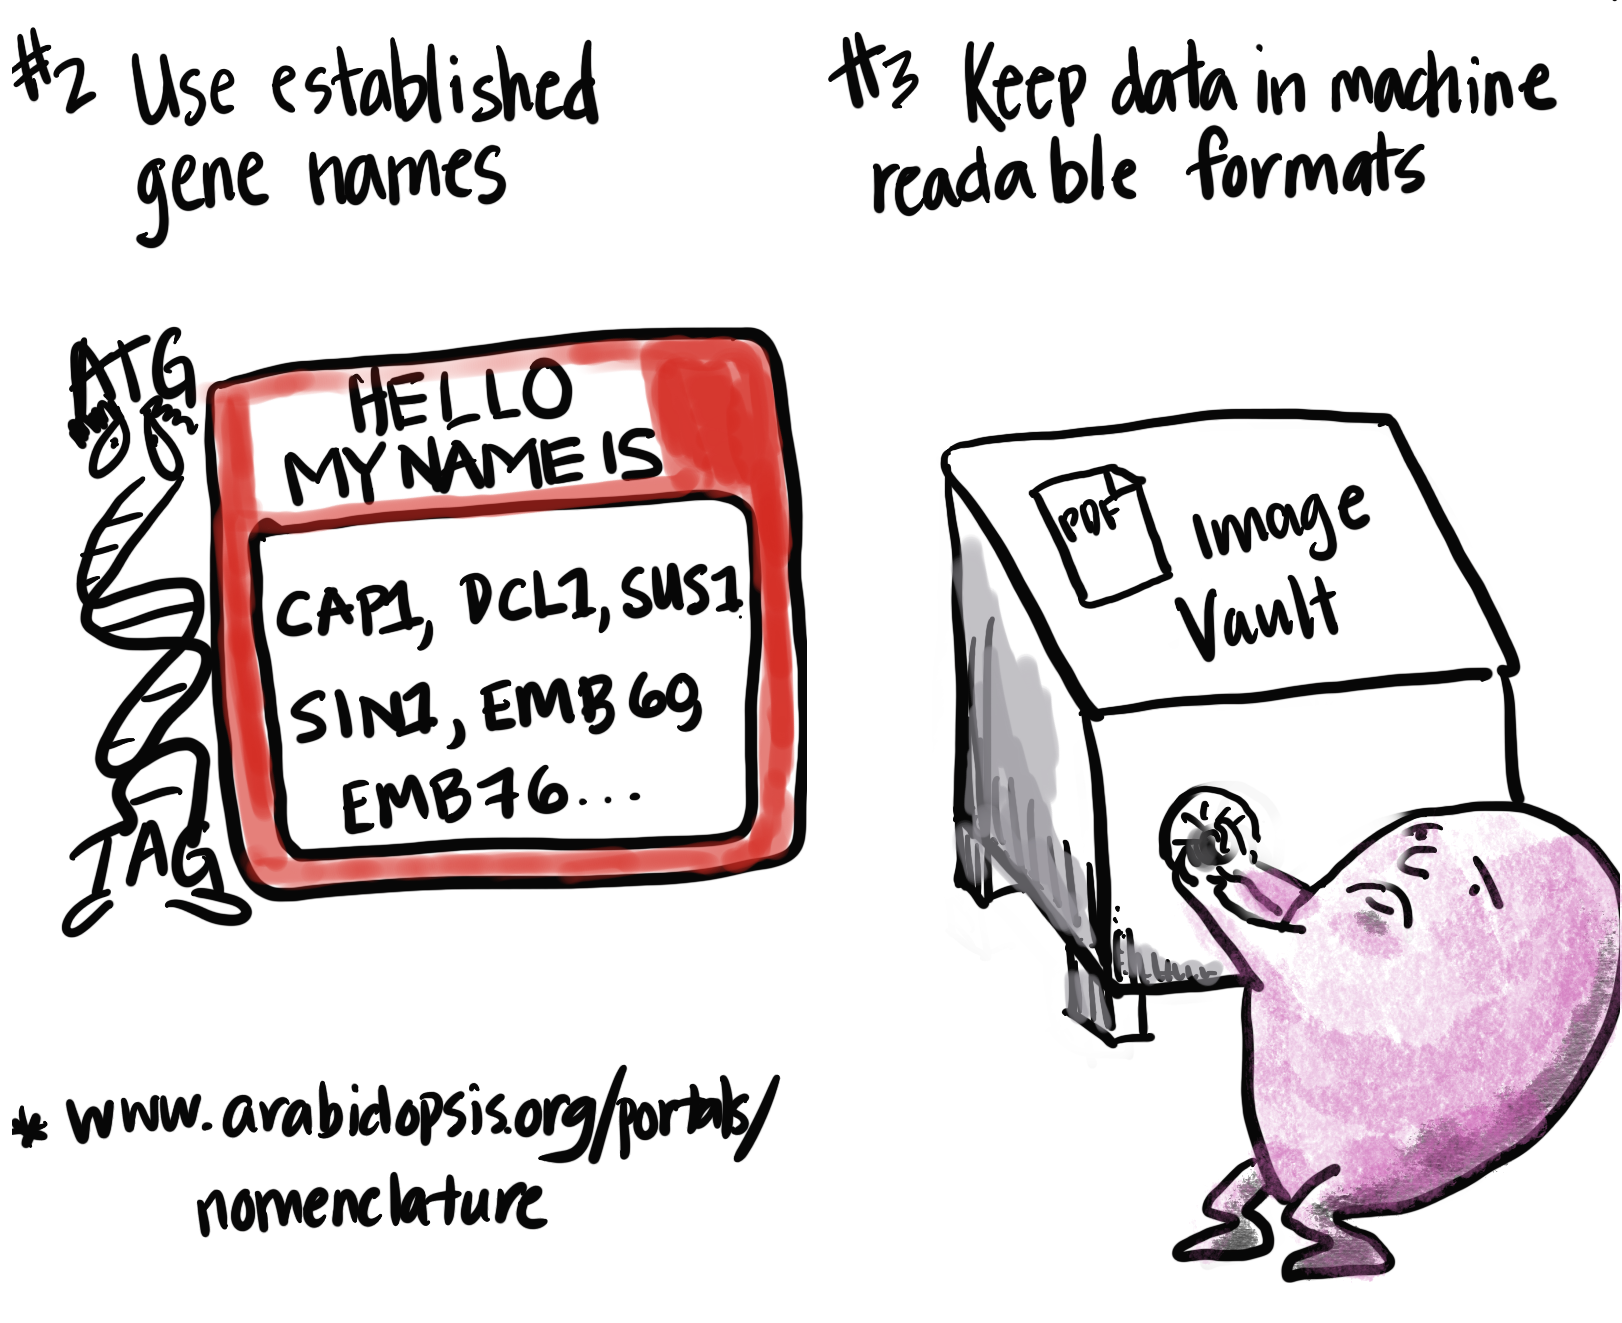 #2 Use established
gene names
ATG
HELLO
MY NAME IS
CAP1, DCL1, SUS1
SIN1, EMB69
EMB76...
TAG
* www.arabidopsis.org/portals/
nomenclature
#3 Keep data in machine
readable formats
PDF
Image
Vault